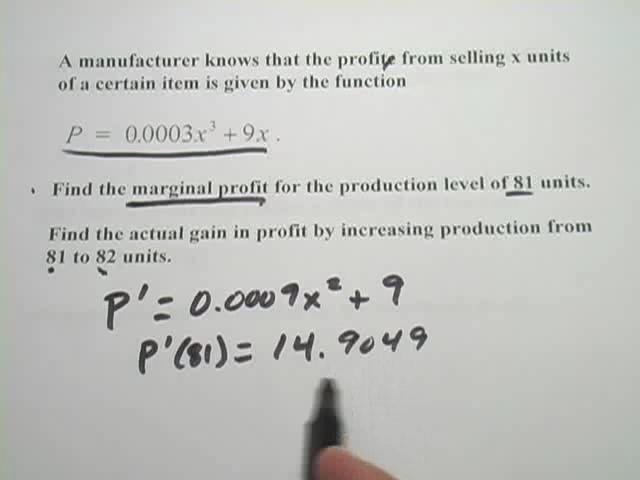 A manufacturer knows that the profit from selling x units
of a certain item is given by the function
P = 0.0003x³ + 9x .
Find the marginal profit for the production level of 81 units.
Find the actual gain in profit by increasing production from
81 to 82 units.
P' = 0.0009x² + 9
P'(81) = 14.9049